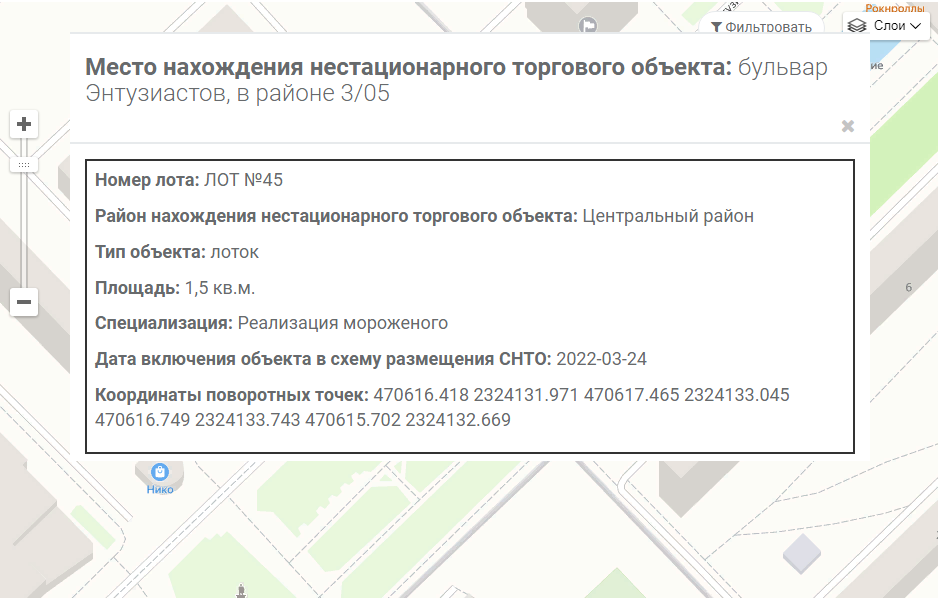 Рокнроллы
Фильтровать
Слои
Место нахождения нестационарного торгового объекта: бульвар
Энтузиастов, в районе 3/05
Номер лота: ЛОТ №45
Район нахождения нестационарного торгового объекта: Центральный район
Тип объекта: лоток
Площадь: 1,5 кв.м.
6
Специализация: Реализация мороженого
Дата включения объекта в схему размещения СНТО: 2022-03-24
Координаты поворотных точек: 470616.418 2324131.971 470617.465 2324133.045
470616.749 2324133.743 470615.702 2324132.669
Нико